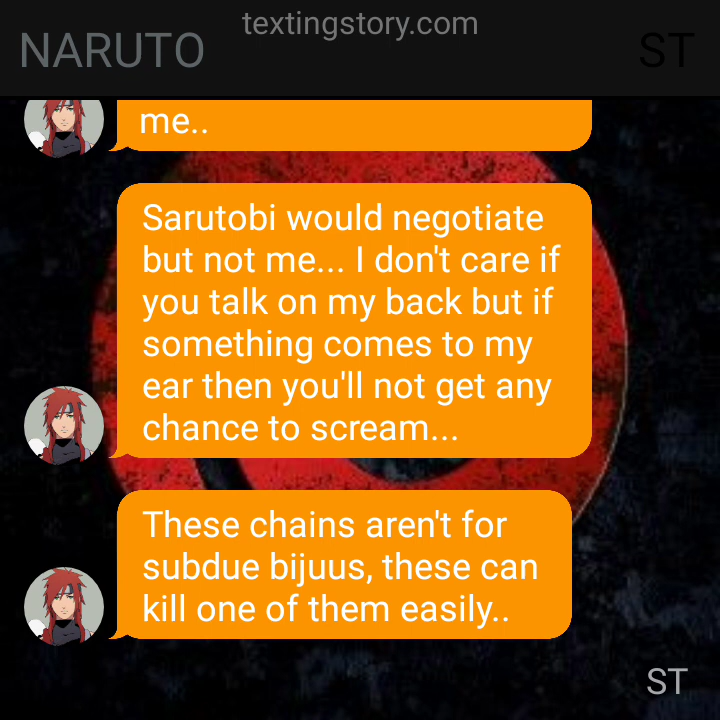 textingstory.com
NARUTO
ST
me..
Sarutobi would negotiate
but not me... I don't care if
you talk on my back but if
something comes to my
ear then you'll not get any
chance to scream...
These chains aren't for
subdue bijuus, these can
kill one of them easily..
ST